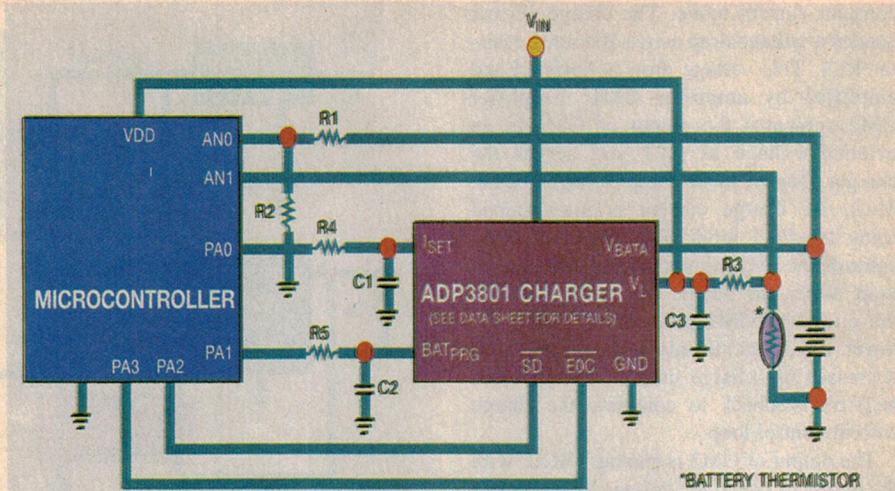 VIN
VDD
AN0
R1
AN1
R2
R4
PA0
ISET
VBATA
C1
MICROCONTROLLER
ADP3801 CHARGER
VL
R3
(SEE DATA SHEET FOR DETAILS)
C3
*
R5
PA1
BATPRG
PA3
PA2
SD
EOC
GND
C2
*BATTERY THERMISTOR